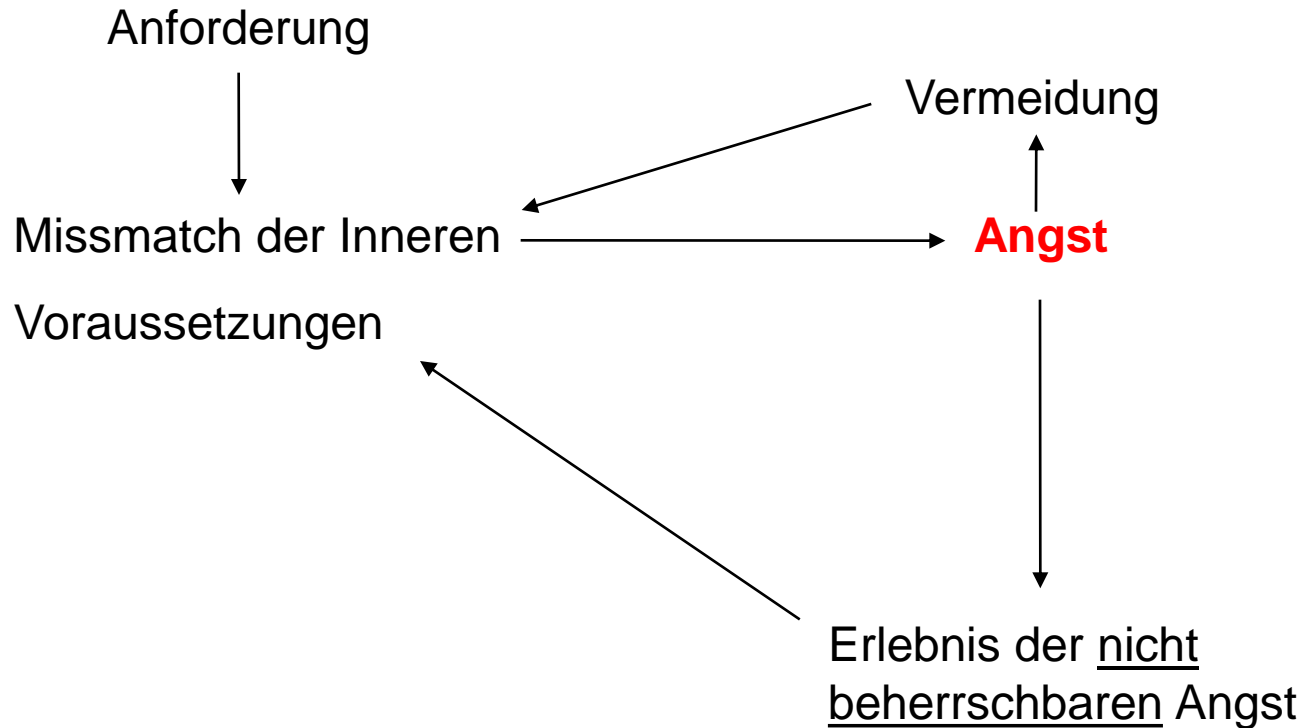 Anforderung
Vermeidung
Missmatch der Inneren
Angst
Voraussetzungen
Erlebnis der nicht
beherrschbaren Angst